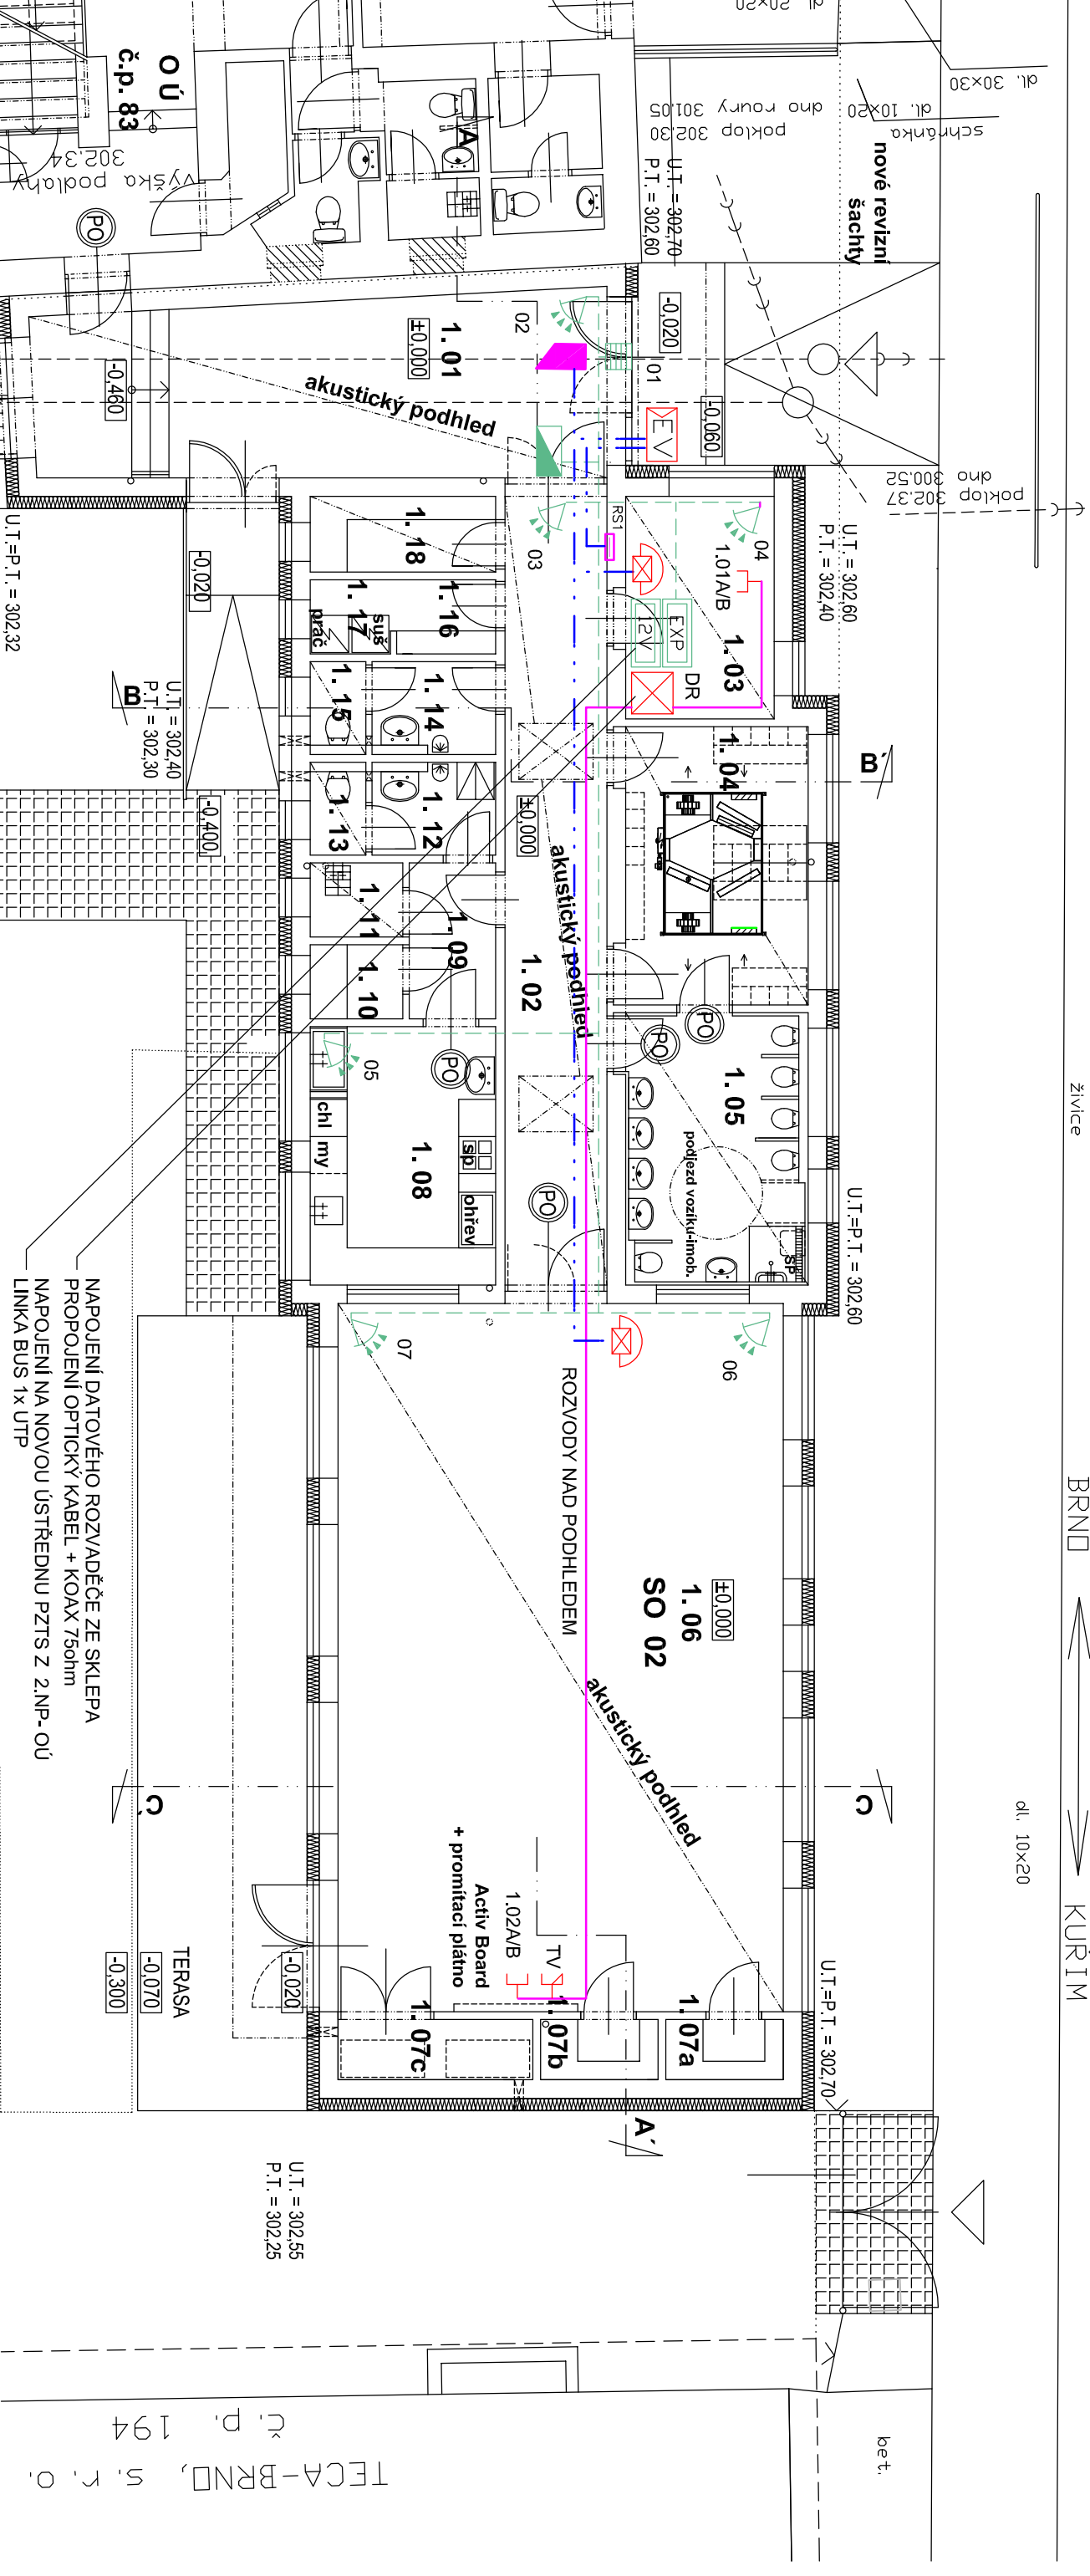 dl. 20x20
dl. 30x30
dl. 10x20
schránka
dno roury 301.05
poklop 302.30
U.T. = 302,70
P.T. = 302,60
nové revizní
šachty
O Ú
č.p. 83
výška podlahy
302.34
PO
A
-0,020
-0,060
01
02
1. 01
±0,000
-0,460
akustický podhled
EV
dno 300.52
poklop 302.37
U.T. = 302,60
P.T. = 302,40
U.T.=P.T. = 302,32
-0,020
1. 18
03
RS1
04
1.01A/B
1. 03
EXP
12V
DR
1. 16
1. 17
suš
prač
1. 15
1. 14
U.T. = 302,40
P.T. = 302,30
B
B´
1. 04
1. 13
1. 12
-0,400
±0,000
akustický podhled
1. 11
1. 10
1. 09
1. 02
PO
PO
PO
05
1. 05
podjezd vozíku-imob.
sp
chl
my
1. 08
sp
ohřev
PO
živice
U.T.=P.T. = 302,60
07
06
ROZVODY NAD PODHLEDEM
NAPOJENÍ DATOVÉHO ROZVADĚČE ZE SKLEPA
PROPOJENÍ OPTICKÝ KABEL + KOAX 75ohm
NAPOJENÍ NA NOVOU ÚSTŘEDNU PZTS Z 2.NP- OÚ
LINKA BUS 1x UTP
±0,000
1. 06
SO 02
akustický podhled
BRNO
KUŘIM
dl. 10x20
C´
C
Activ Board
+ promítací plátno
1.02A/B
TV
TERASA
-0,020
-0,070
-0,300
1. 07c
1. 07b
1. 07a
U.T.=P.T. = 302,70
A´
U.T. = 302,55
P.T. = 302,25
č. p. 194
TECA-BRNO, s. r. o.
bet.